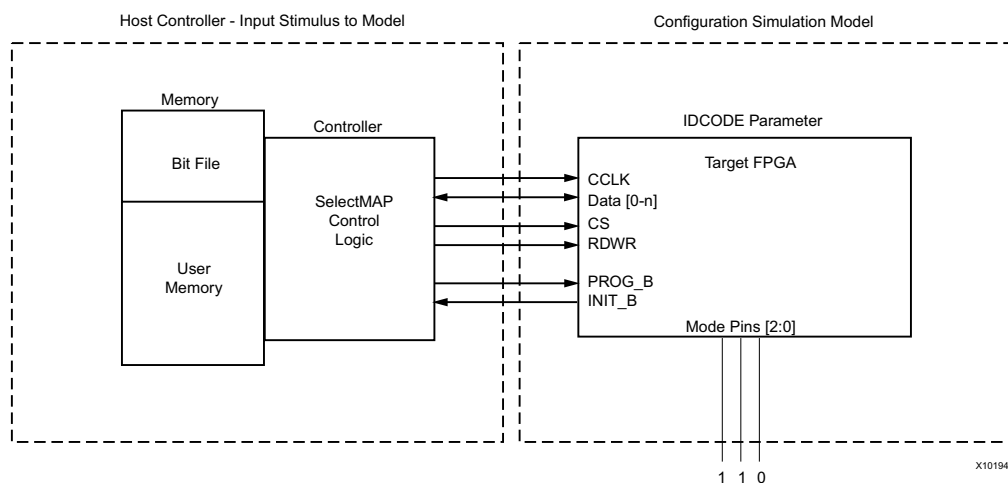 Host Controller - Input Stimulus to Model
Configuration Simulation Model
Memory
Bit File
User
Memory
Controller
SelectMAP
Control
Logic
IDCODE Parameter
Target FPGA
CCLK
Data [0-n]
CS
RDWR
PROG_B
INIT_B
Mode Pins [2:0]
1 1 0
X10194